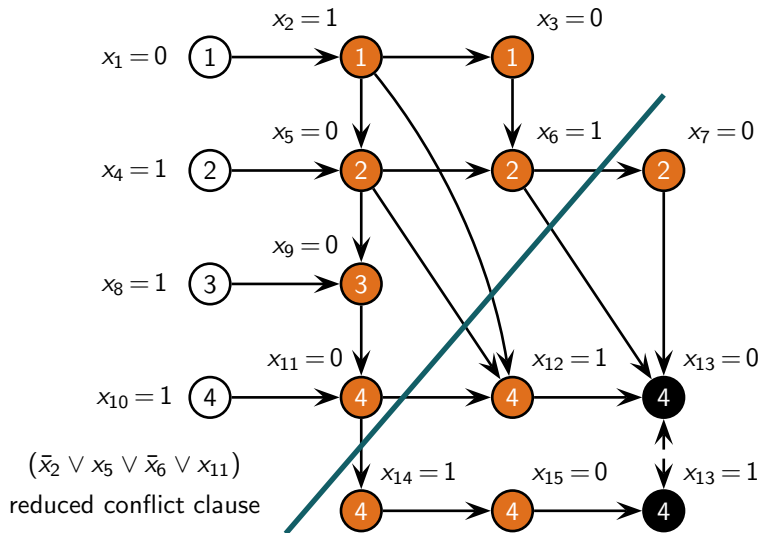 x₂ = 1
x₃ = 0
x₁ = 0
1
1
1
x₅ = 0
x₆ = 1
x₇ = 0
x₄ = 1
2
2
2
2
x₉ = 0
x₈ = 1
3
3
x₁₁ = 0
x₁₂ = 1
x₁₃ = 0
x₁₀ = 1
4
4
4
4
(x̄₂ ∨ x₅ ∨ x̄₆ ∨ x₁₁)
x₁₄ = 1
x₁₅ = 0
x₁₃ = 1
reduced conflict clause
4
4
4